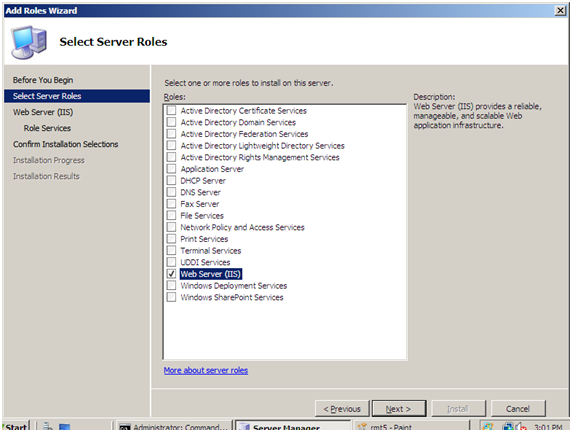 Add Roles Wizard
Select Server Roles
Before You Begin
Select Server Roles
Web Server (IIS)
Role Services
Confirm Installation Selections
Installation Progress
Installation Results
Select one or more roles to install on this server.
Roles:
Active Directory Certificate Services
Active Directory Domain Services
Active Directory Federation Services
Active Directory Lightweight Directory Services
Active Directory Rights Management Services
Application Server
DHCP Server
DNS Server
Fax Server
File Services
Network Policy and Access Services
Print Services
Terminal Services
UDDI Services
Web Server (IIS)
Windows Deployment Services
Windows SharePoint Services
More about server roles
Description:
Web Server (IIS) provides a reliable,
manageable, and scalable Web
application infrastructure.
< Previous
Next >
Install
Cancel
Start
Administrator: Command...
Server Manager
rmt5 - Paint
3:01 PM